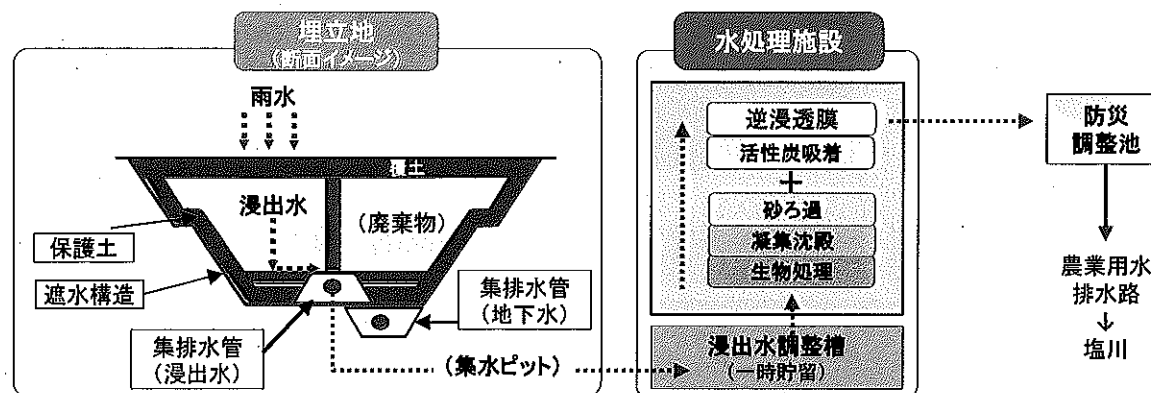 埋立地
(断面イメージ)
雨水
覆土
浸出水
(廃棄物)
保護土
遮水構造
集排水管
(地下水)
集排水管
(浸出水)
(集水ピット)
水処理施設
逆浸透膜
活性炭吸着
+
砂ろ過
凝集沈殿
生物処理
浸出水調整槽
(一時貯留)
防災
調整池
農業用水
排水路
↓
塩川